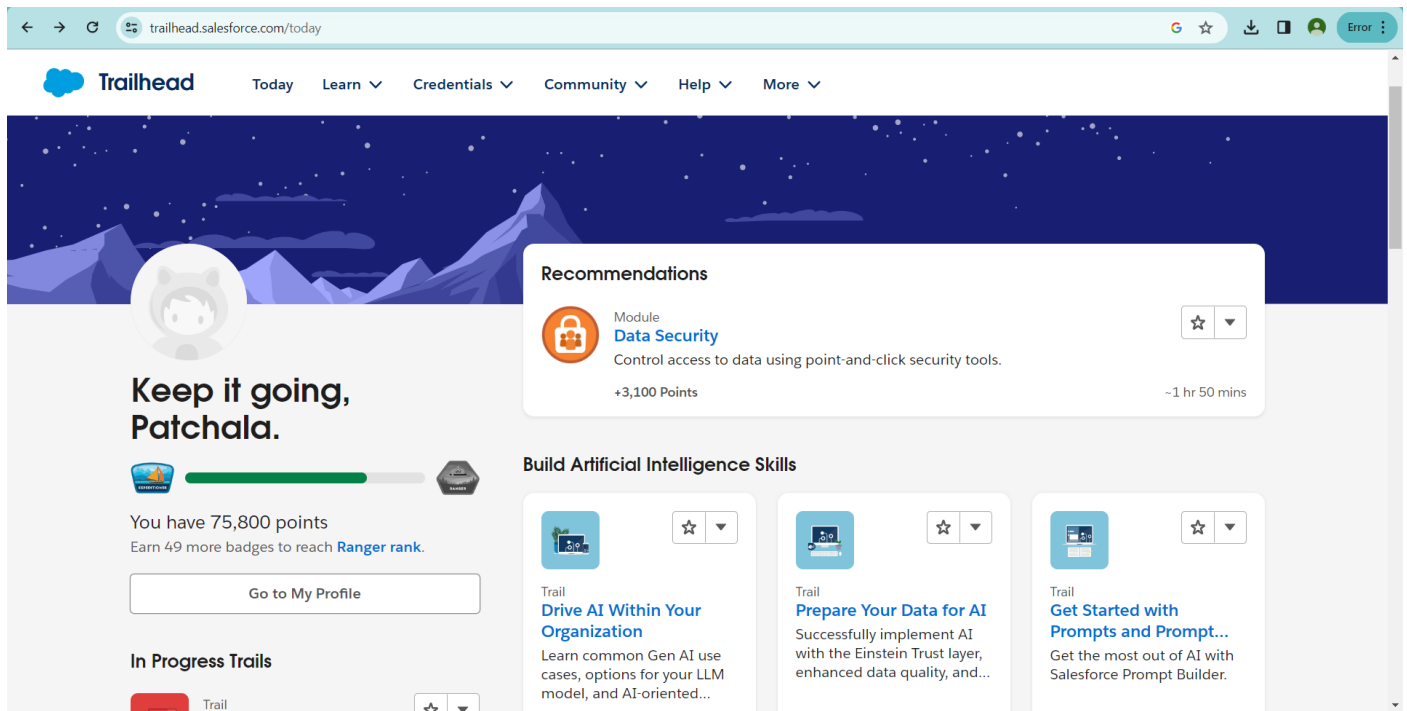 trailhead.salesforce.com/today
Error
Trailhead
Today Learn Credentials Community Help More
Keep it going,
Patchala.
EXPEDITIONER RANGER
You have 75,800 points
Earn 49 more badges to reach Ranger rank.
Go to My Profile
In Progress Trails
Trail
Recommendations
Module
Data Security
Control access to data using point-and-click security tools.
+3,100 Points ~1 hr 50 mins
Build Artificial Intelligence Skills
Trail
Drive AI Within Your
Organization
Learn common Gen AI use
cases, options for your LLM
model, and AI-oriented...
Trail
Prepare Your Data for AI
Successfully implement AI
with the Einstein Trust layer,
enhanced data quality, and...
Trail
Get Started with
Prompts and Prompt...
Get the most out of AI with
Salesforce Prompt Builder.